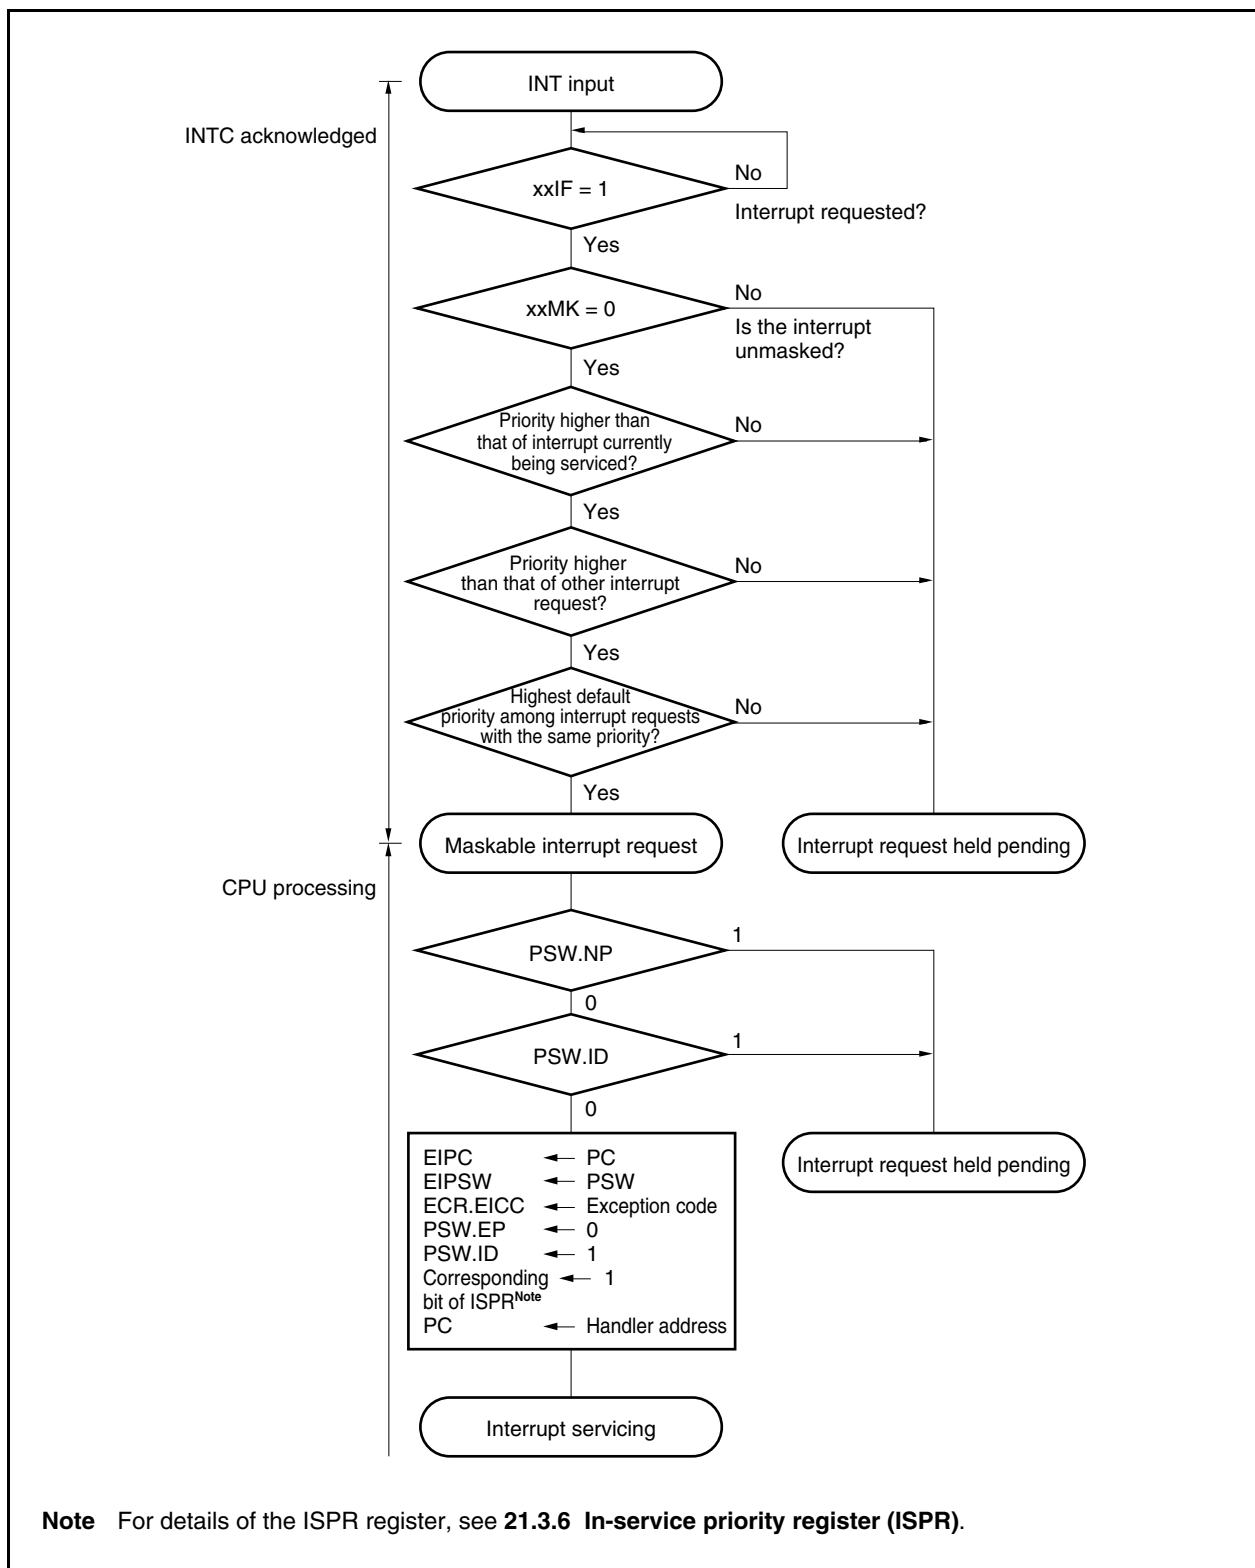 INT input
INTC acknowledged
xxIF = 1
No
Interrupt requested?
Yes
xxMK = 0
No
Is the interrupt
unmasked?
Yes
Priority higher than
that of interrupt currently
being serviced?
No
Yes
Priority higher
than that of other interrupt
request?
No
Yes
Highest default
priority among interrupt requests
with the same priority?
No
Yes
Maskable interrupt request
Interrupt request held pending
CPU processing
PSW.NP
1
0
PSW.ID
1
0
EIPC ← PC
EIPSW ← PSW
ECR.EICC ← Exception code
PSW.EP ← 0
PSW.ID ← 1
Corresponding ← 1
bit of ISPRNote
PC ← Handler address
Interrupt request held pending
Interrupt servicing
Note For details of the ISPR register, see 21.3.6 In-service priority register (ISPR).